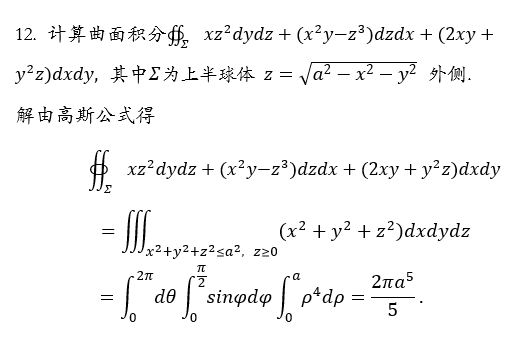 12. 计算曲面积分∯_Σ xz²dydz + (x²y−z³)dzdx + (2xy +
y²z)dxdy, 其中Σ为上半球体 z = √(a² − x² − y²) 外侧.
解由高斯公式得
∯_Σ xz²dydz + (x²y−z³)dzdx + (2xy + y²z)dxdy
= ∭_{x²+y²+z²≤a², z≥0} (x² + y² + z²)dxdydz
= ∫_0^{2π} dθ ∫_0^{π/2} sinφdφ ∫_0^a ρ⁴dρ = 2πa⁵/5 .